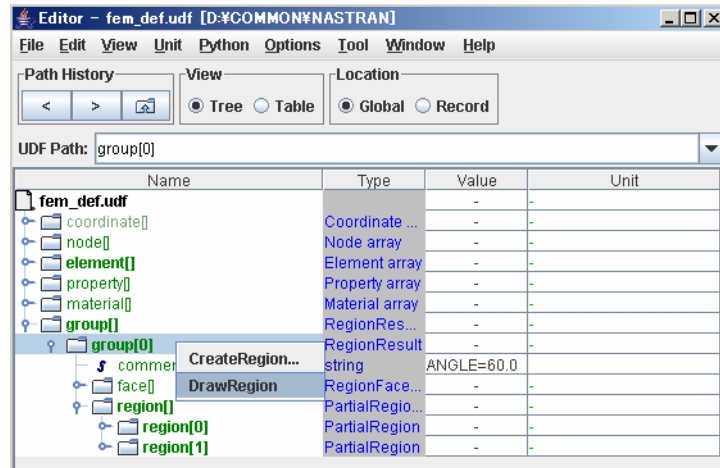 Editor – fem_def.udf [D:¥COMMON¥NASTRAN]
File Edit View Unit Python Options Tool Window Help
Path History View Location
< > Tree Table Global Record
UDF Path: group[0]
Name Type Value Unit
fem_def.udf -
coordinate[] Coordinate ... - -
node[] Node array - -
element[] Element array - -
property[] Property array - -
material[] Material array - -
group[] RegionRes... - -
group[0] RegionResult - -
CreateRegion...
s string ANGLE=60.0
DrawRegion
face[] RegionFace... - -
region[] PartialRegio... - -
region[0] PartialRegion - -
region[1] PartialRegion - -